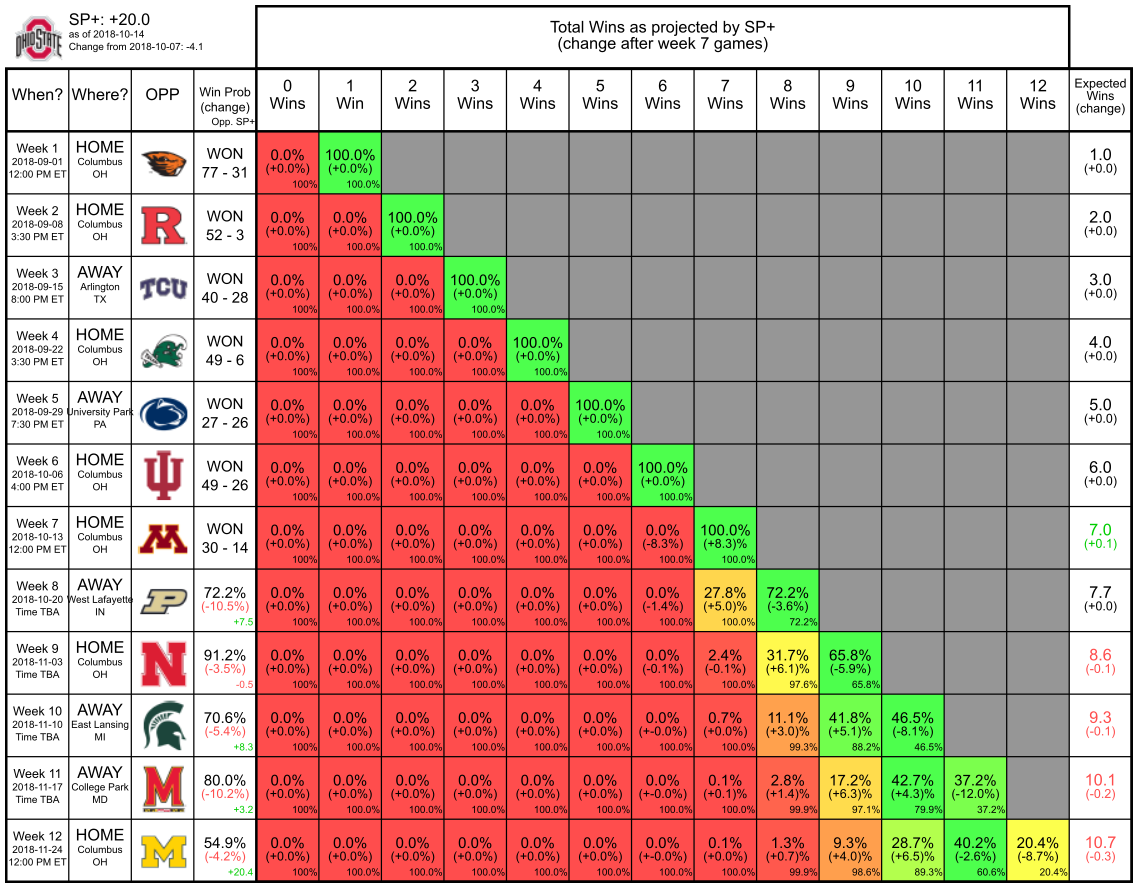 OHIO STATE
SP+: +20.0
as of 2018-10-14
Change from 2018-10-07: -4.1
Total Wins as projected by SP+
(change after week 7 games)
When? Where? OPP Win Prob (change) Opp. SP+ 0 Wins 1 Win 2 Wins 3 Wins 4 Wins 5 Wins 6 Wins 7 Wins 8 Wins 9 Wins 10 Wins 11 Wins 12 Wins Expected Wins (change)
Week 1 HOME WON 0.0% 100.0% 1.0
2018-09-01 Columbus 77 - 31 (+0.0%) (+0.0%) (+0.0)
12:00 PM ET OH 100% 100.0%
Week 2 HOME R WON 0.0% 0.0% 100.0% 2.0
2018-09-08 Columbus 52 - 3 (+0.0%) (+0.0%) (+0.0%) (+0.0)
3:30 PM ET OH 100% 100.0% 100.0%
Week 3 AWAY TCU WON 0.0% 0.0% 0.0% 100.0% 3.0
2018-09-15 Arlington 40 - 28 (+0.0%) (+0.0%) (+0.0%) (+0.0%) (+0.0)
8:00 PM ET TX 100% 100.0% 100.0% 100.0%
Week 4 HOME WON 0.0% 0.0% 0.0% 0.0% 100.0% 4.0
2018-09-22 Columbus 49 - 6 (+0.0%) (+0.0%) (+0.0%) (+0.0%) (+0.0%) (+0.0)
3:30 PM ET OH 100% 100.0% 100.0% 100.0% 100.0%
Week 5 AWAY WON 0.0% 0.0% 0.0% 0.0% 0.0% 100.0% 5.0
2018-09-29 University Park 27 - 26 (+0.0%) (+0.0%) (+0.0%) (+0.0%) (+0.0%) (+0.0%) (+0.0)
7:30 PM ET PA 100% 100.0% 100.0% 100.0% 100.0% 100.0%
Week 6 HOME WON 0.0% 0.0% 0.0% 0.0% 0.0% 0.0% 100.0% 6.0
2018-10-06 Columbus 49 - 26 (+0.0%) (+0.0%) (+0.0%) (+0.0%) (+0.0%) (+0.0%) (+0.0%) (+0.0)
4:00 PM ET OH 100% 100.0% 100.0% 100.0% 100.0% 100.0% 100.0%
Week 7 HOME M WON 0.0% 0.0% 0.0% 0.0% 0.0% 0.0% 0.0% 100.0% 7.0
2018-10-13 Columbus 30 - 14 (+0.0%) (+0.0%) (+0.0%) (+0.0%) (+0.0%) (+0.0%) (-8.3%) (+8.3)% (+0.1)
12:00 PM ET OH 100% 100.0% 100.0% 100.0% 100.0% 100.0% 100.0% 100.0%
Week 8 AWAY P 72.2% 0.0% 0.0% 0.0% 0.0% 0.0% 0.0% 0.0% 27.8% 72.2% 7.7
2018-10-20 West Lafayette (-10.5%) (+0.0%) (+0.0%) (+0.0%) (+0.0%) (+0.0%) (+0.0%) (-1.4%) (+5.0)% (-3.6%) (+0.0)
Time TBA IN +7.5 100% 100.0% 100.0% 100.0% 100.0% 100.0% 100.0% 100.0% 72.2%
Week 9 HOME N 91.2% 0.0% 0.0% 0.0% 0.0% 0.0% 0.0% 0.0% 2.4% 31.7% 65.8% 8.6
2018-11-03 Columbus (-3.5%) (+0.0%) (+0.0%) (+0.0%) (+0.0%) (+0.0%) (+0.0%) (-0.1%) (-0.1%) (+6.1)% (-5.9%) (-0.1)
Time TBA OH -0.5 100% 100.0% 100.0% 100.0% 100.0% 100.0% 100.0% 100.0% 97.6% 65.8%
Week 10 AWAY 70.6% 0.0% 0.0% 0.0% 0.0% 0.0% 0.0% 0.0% 0.7% 11.1% 41.8% 46.5% 9.3
2018-11-10 East Lansing (-5.4%) (+0.0%) (+0.0%) (+0.0%) (+0.0%) (+0.0%) (+0.0%) (+-0.0%) (+0.0%) (+3.0)% (+5.1)% (-8.1%) (-0.1)
Time TBA MI +8.3 100% 100.0% 100.0% 100.0% 100.0% 100.0% 100.0% 100.0% 99.3% 88.2% 46.5%
Week 11 AWAY M 80.0% 0.0% 0.0% 0.0% 0.0% 0.0% 0.0% 0.0% 0.1% 2.8% 17.2% 42.7% 37.2% 10.1
2018-11-17 College Park (-10.2%) (+0.0%) (+0.0%) (+0.0%) (+0.0%) (+0.0%) (+0.0%) (+-0.0%) (+0.1)% (+1.4)% (+6.3)% (+4.3)% (-12.0%) (-0.2)
Time TBA MD +3.2 100% 100.0% 100.0% 100.0% 100.0% 100.0% 100.0% 100.0% 99.9% 97.1% 79.9% 37.2%
Week 12 HOME M 54.9% 0.0% 0.0% 0.0% 0.0% 0.0% 0.0% 0.0% 0.1% 1.3% 9.3% 28.7% 40.2% 20.4% 10.7
2018-11-24 Columbus (-4.2%) (+0.0%) (+0.0%) (+0.0%) (+0.0%) (+0.0%) (+0.0%) (+-0.0%) (+0.0%) (+0.7)% (+4.0)% (+6.5)% (-2.6%) (-8.7%) (-0.3)
12:00 PM ET OH +20.4 100% 100.0% 100.0% 100.0% 100.0% 100.0% 100.0% 100.0% 99.9% 98.6% 89.3% 60.6% 20.4%